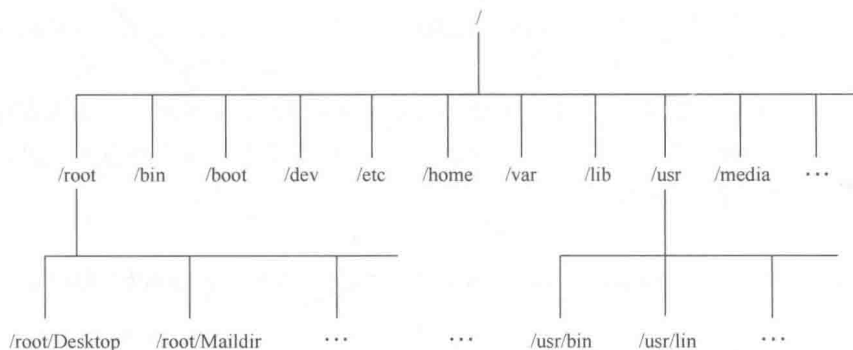 /
/root /bin /boot /dev /etc /home /var /lib /usr /media ...
/root/Desktop /root/Maildir ... ... /usr/bin /usr/lin ...